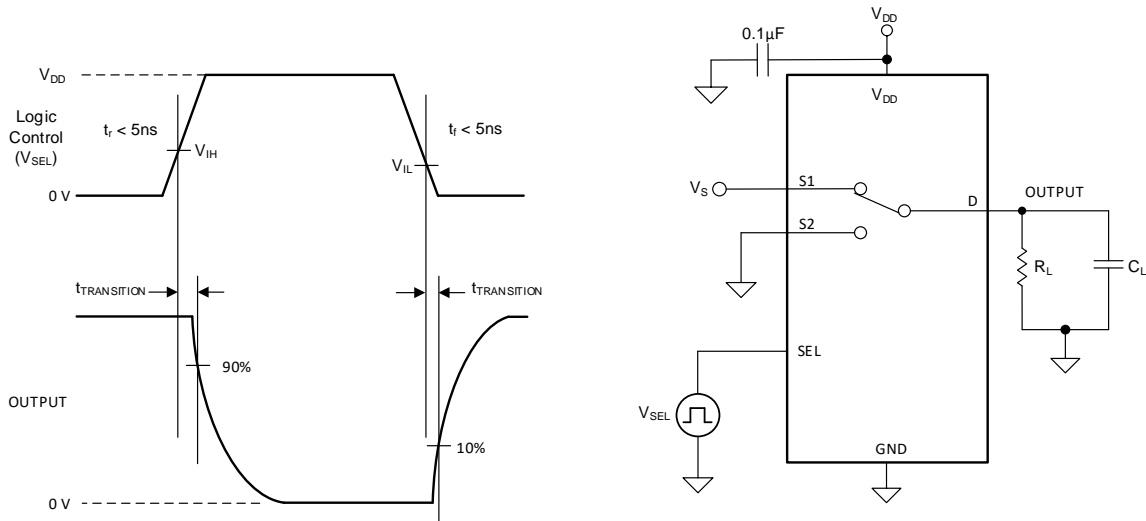 V_DD
Logic
Control
(V_SEL)
t_r < 5ns
V_IH
t_f < 5ns
V_IL
0 V
t_TRANSITION
t_TRANSITION
90%
OUTPUT
10%
0 V
V_DD
0.1µF
V_DD
V_S
S1
S2
D
OUTPUT
R_L
C_L
SEL
V_SEL
GND